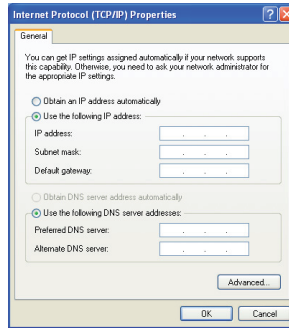 Internet Protocol (TCP/IP) Properties
General
You can get IP settings assigned automatically if your network supports
this capability. Otherwise, you need to ask your network administrator for
the appropriate IP settings.
Obtain an IP address automatically
Use the following IP address:
IP address:
Subnet mask:
Default gateway:
Obtain DNS server address automatically
Use the following DNS server addresses:
Preferred DNS server:
Alternate DNS server:
Advanced...
OK
Cancel